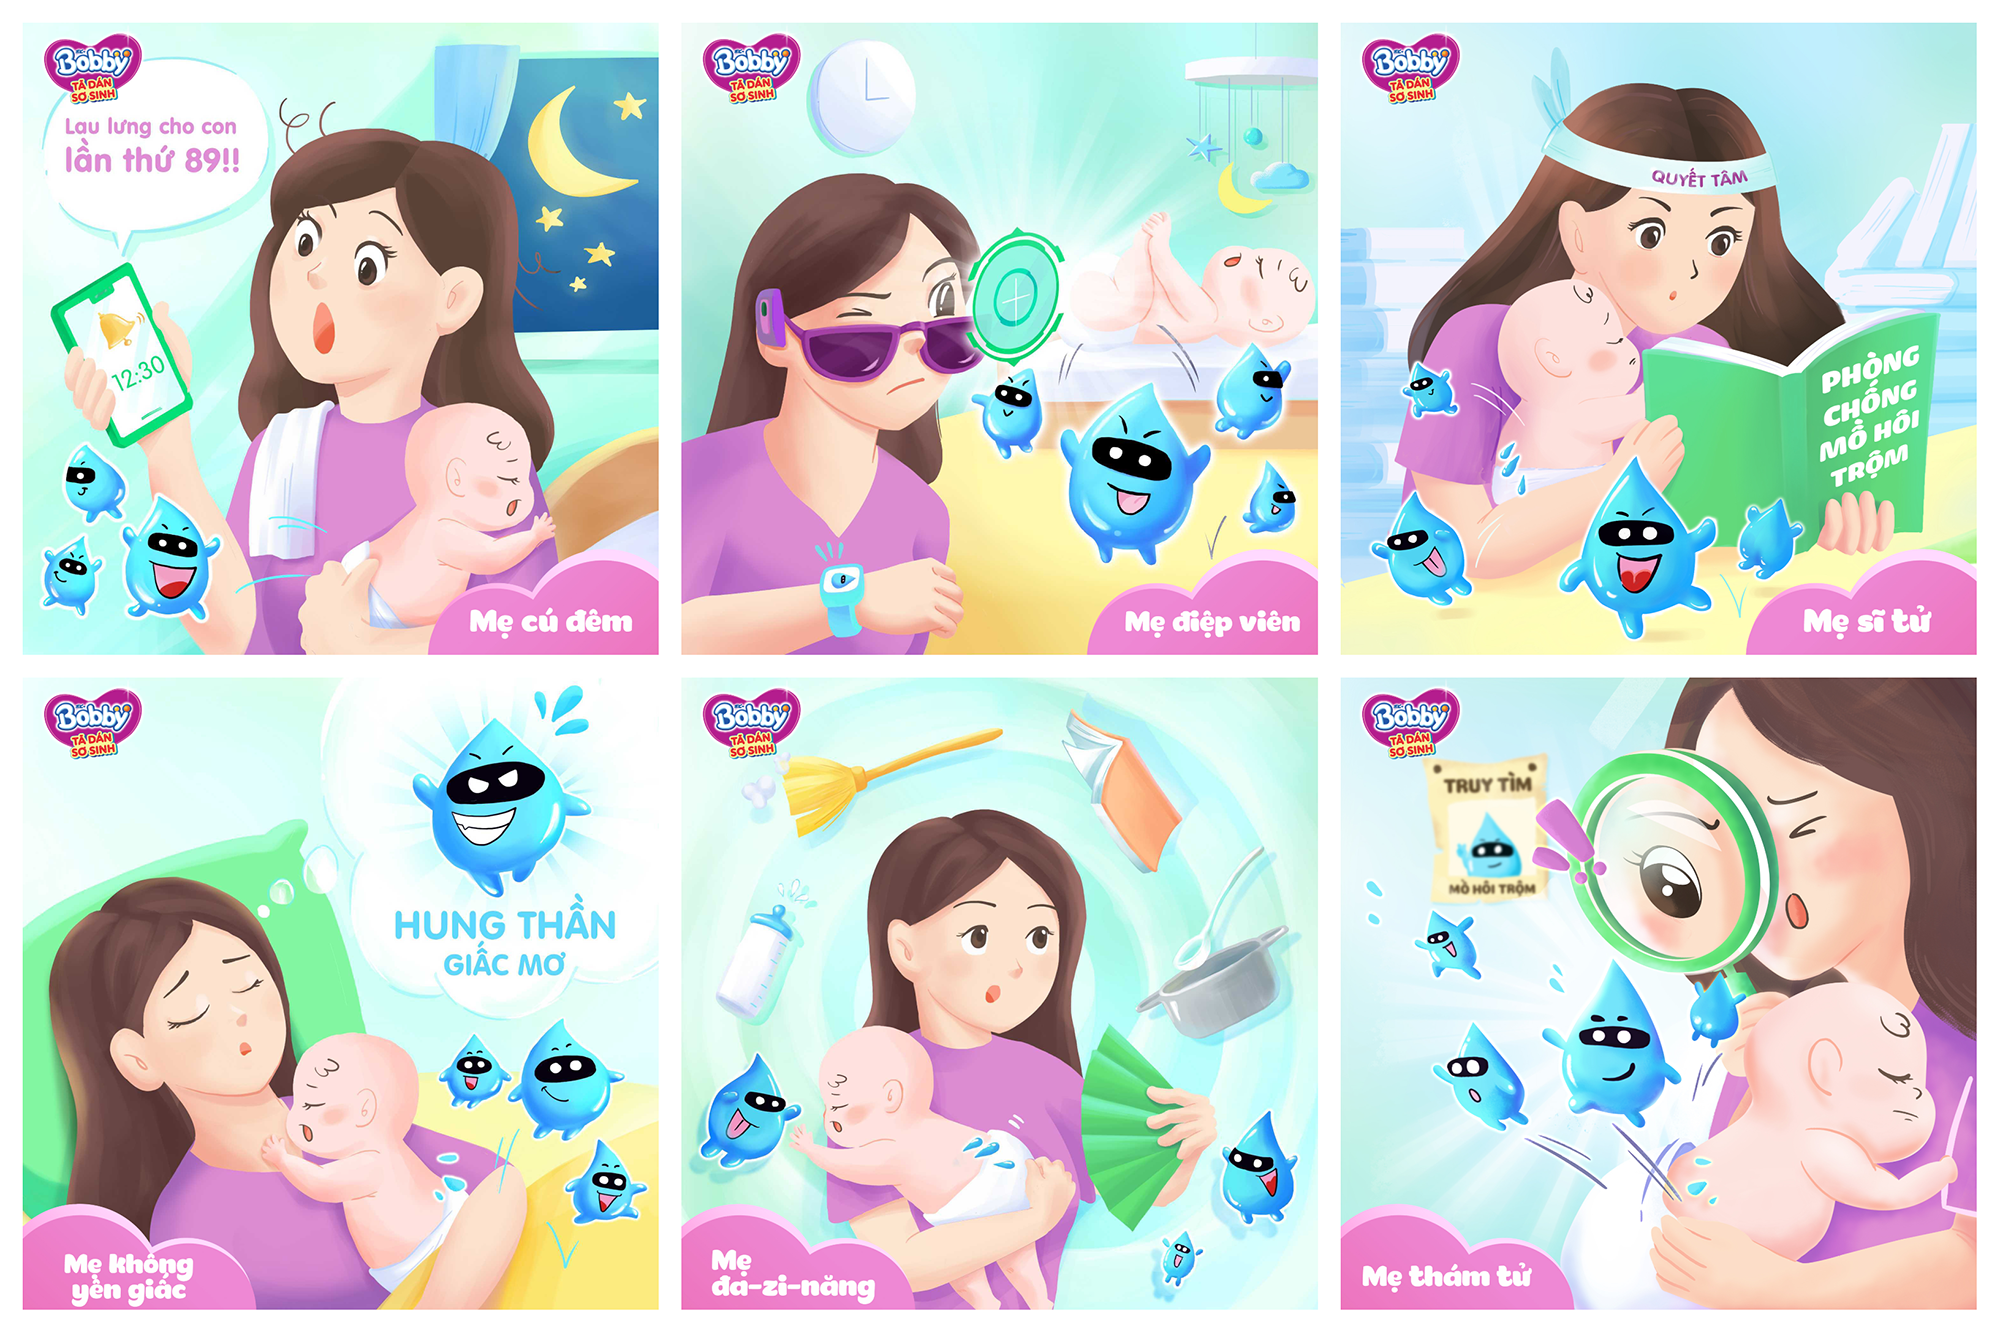 Bobby
TÃ DÁN
SƠ SINH
Lau lưng cho con
lần thứ 89!!
12:30
Mẹ cú đêm
Bobby
TÃ DÁN
SƠ SINH
Mẹ điệp viên
Bobby
TÃ DÁN
SƠ SINH
QUYẾT TÂM
PHÒNG
CHỐNG
MỒ HÔI
TRỘM
Mẹ sĩ tử
Bobby
TÃ DÁN
SƠ SINH
HUNG THẦN
GIẤC MƠ
Mẹ không
yên giấc
Bobby
TÃ DÁN
SƠ SINH
Mẹ
đa-zi-năng
Bobby
TÃ DÁN
SƠ SINH
TRUY TÌM
MỒ HÔI TRỘM
Mẹ thám tử